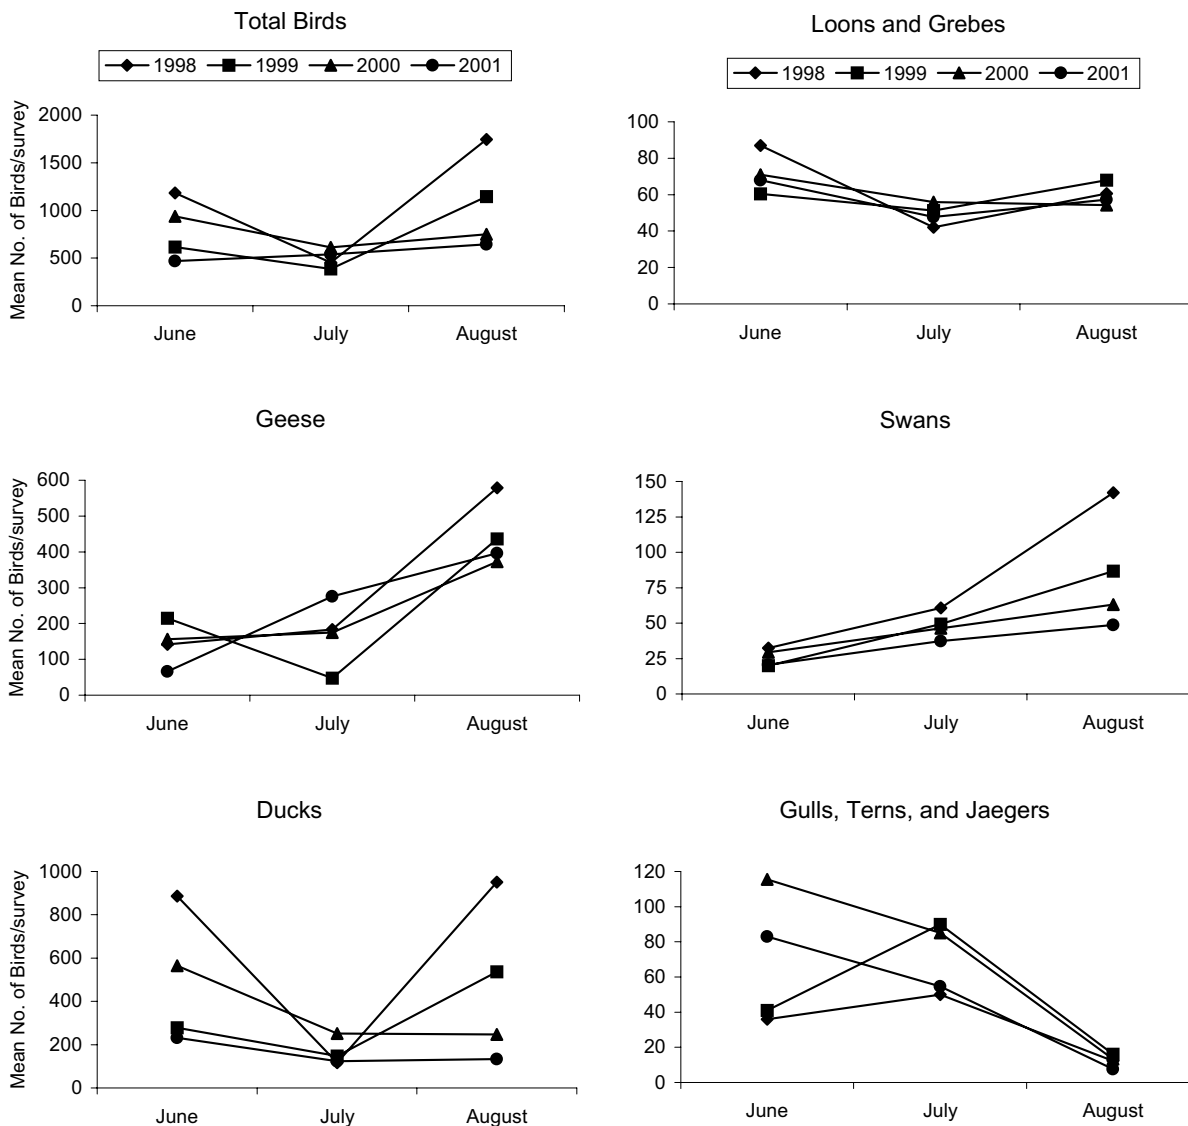 Total Birds
1998 1999 2000 2001
Mean No. of Birds/survey
2000
1500
1000
500
0
June July August
Loons and Grebes
1998 1999 2000 2001
100
80
60
40
20
0
June July August
Geese
Mean No. of Birds/survey
600
500
400
300
200
100
0
June July August
Swans
150
125
100
75
50
25
0
June July August
Ducks
Mean No. of Birds/survey
1000
800
600
400
200
0
June July August
Gulls, Terns, and Jaegers
120
100
80
60
40
20
0
June July August